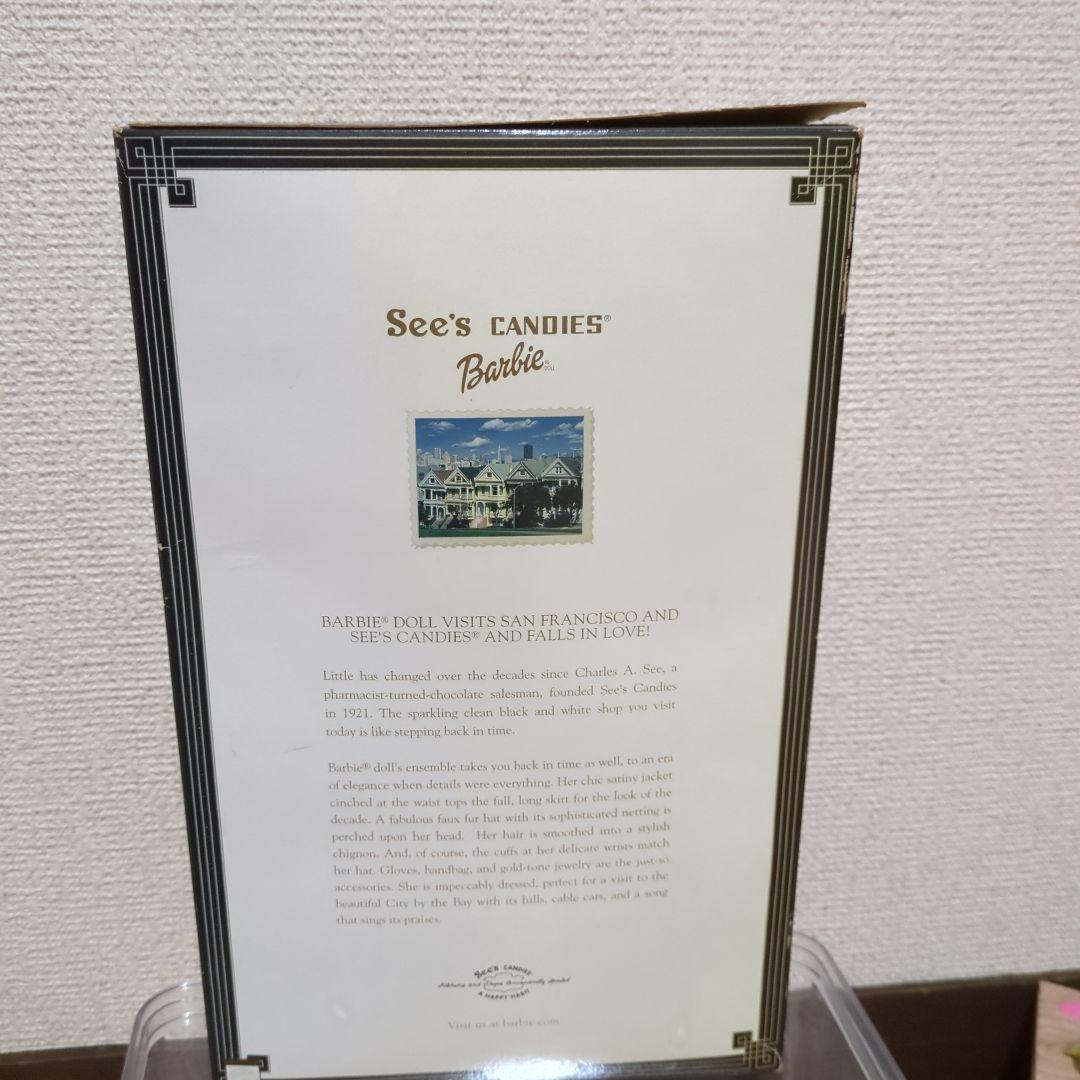 See's CANDIES®
Barbie® DOLL
BARBIE® DOLL VISITS SAN FRANCISCO AND
SEE'S CANDIES® AND FALLS IN LOVE!
Little has changed over the decades since Charles A. See, a
pharmacist-turned-chocolate salesman, founded See's Candies
in 1921. The sparkling clean black and white shop you visit
today is like stepping back in time.
Barbie® doll's ensemble takes you back in time as well, to an era
of elegance when details were everything. Her chic satiny jacket
cinched at the waist tops the full, long skirt for the look of the
decade. A fabulous faux fur hat with its sophisticated netting is
perched upon her head. Her hair is smoothed into a stylish
chignon. And, of course, the cuffs at her delicate wrists match
her hat. Gloves, handbag, and gold-tone jewelry are the just-so
accessories. She is impeccably dressed, perfect for a visit to the
beautiful City by the Bay with its hills, cable cars, and a song
that sings its praises.
See's CANDIES
Kitchens and Shops Conveniently Located
A HAPPY HABIT
Visit us at barbie.com